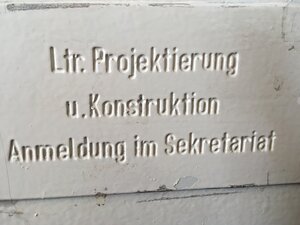 Ltr. Projektierung
u. Konstruktion
Anmeldung im Sekretariat